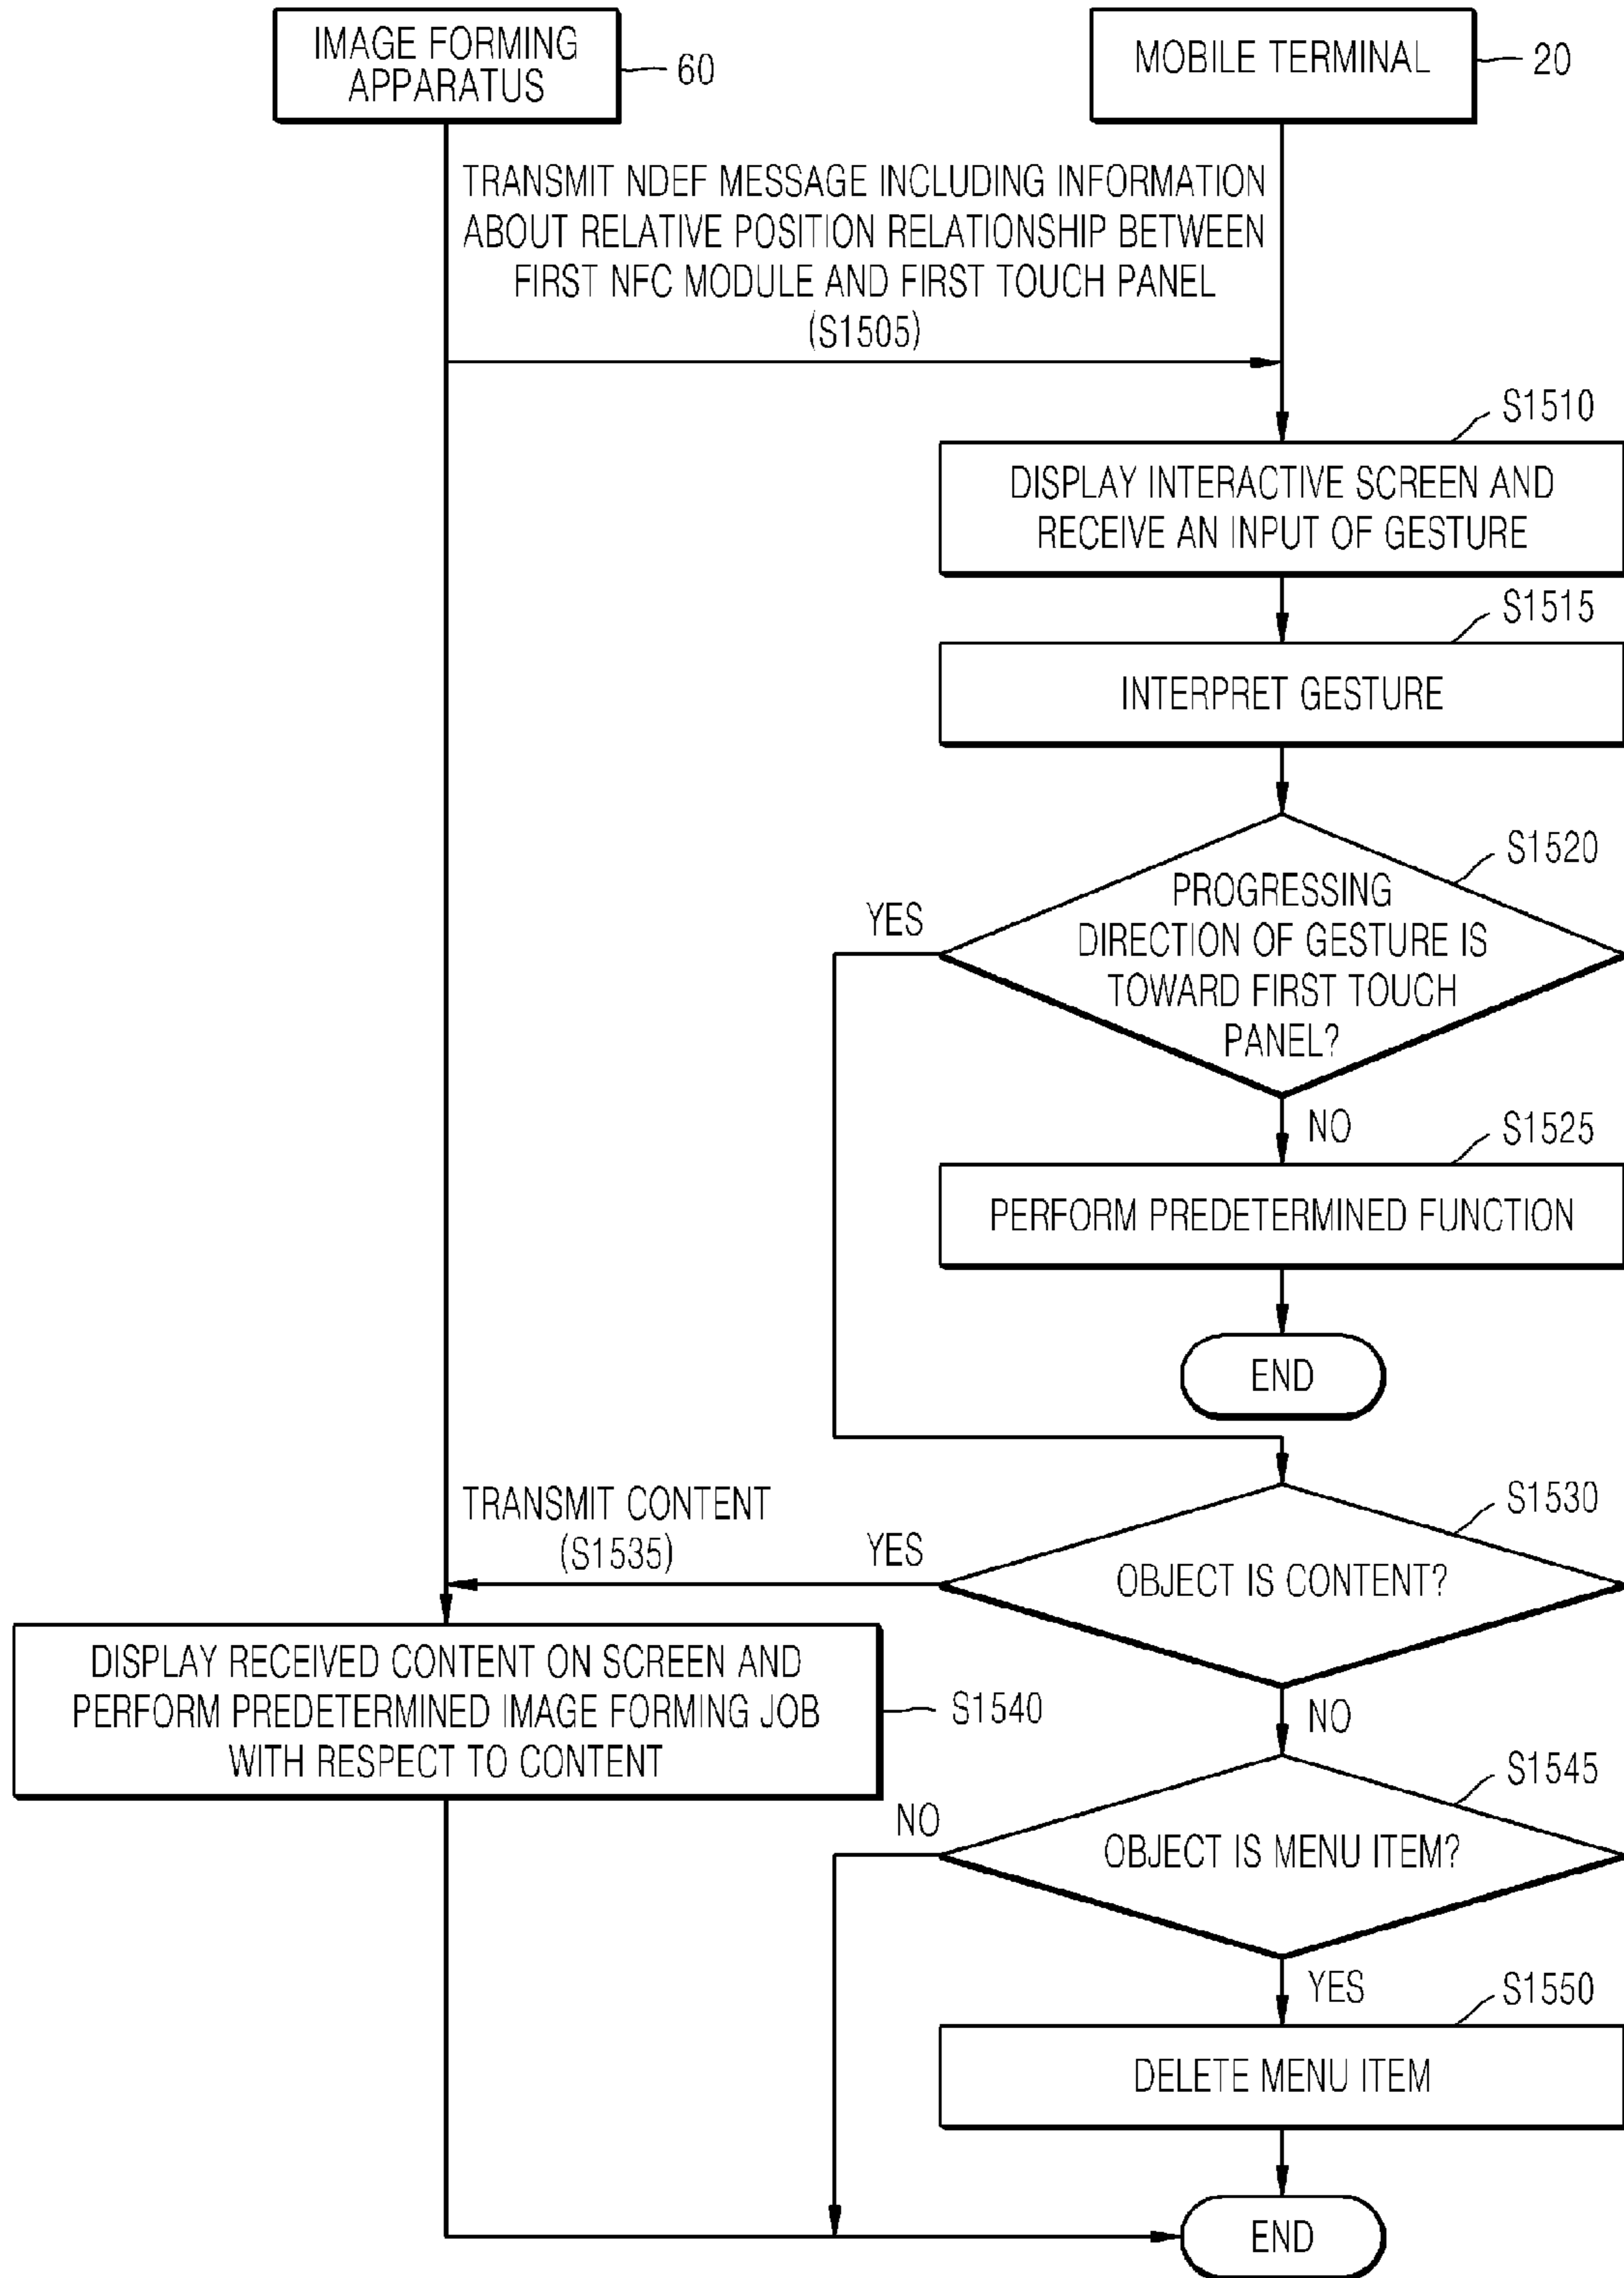 IMAGE FORMING
APPARATUS
60
MOBILE TERMINAL
20
TRANSMIT NDEF MESSAGE INCLUDING INFORMATION
ABOUT RELATIVE POSITION RELATIONSHIP BETWEEN
FIRST NFC MODULE AND FIRST TOUCH PANEL
(S1505)
S1510
DISPLAY INTERACTIVE SCREEN AND
RECEIVE AN INPUT OF GESTURE
S1515
INTERPRET GESTURE
S1520
PROGRESSING
DIRECTION OF GESTURE IS
TOWARD FIRST TOUCH
PANEL?
YES
NO
S1525
PERFORM PREDETERMINED FUNCTION
END
S1530
OBJECT IS CONTENT?
YES
TRANSMIT CONTENT
(S1535)
DISPLAY RECEIVED CONTENT ON SCREEN AND
PERFORM PREDETERMINED IMAGE FORMING JOB
WITH RESPECT TO CONTENT
S1540
NO
S1545
OBJECT IS MENU ITEM?
NO
YES
S1550
DELETE MENU ITEM
END